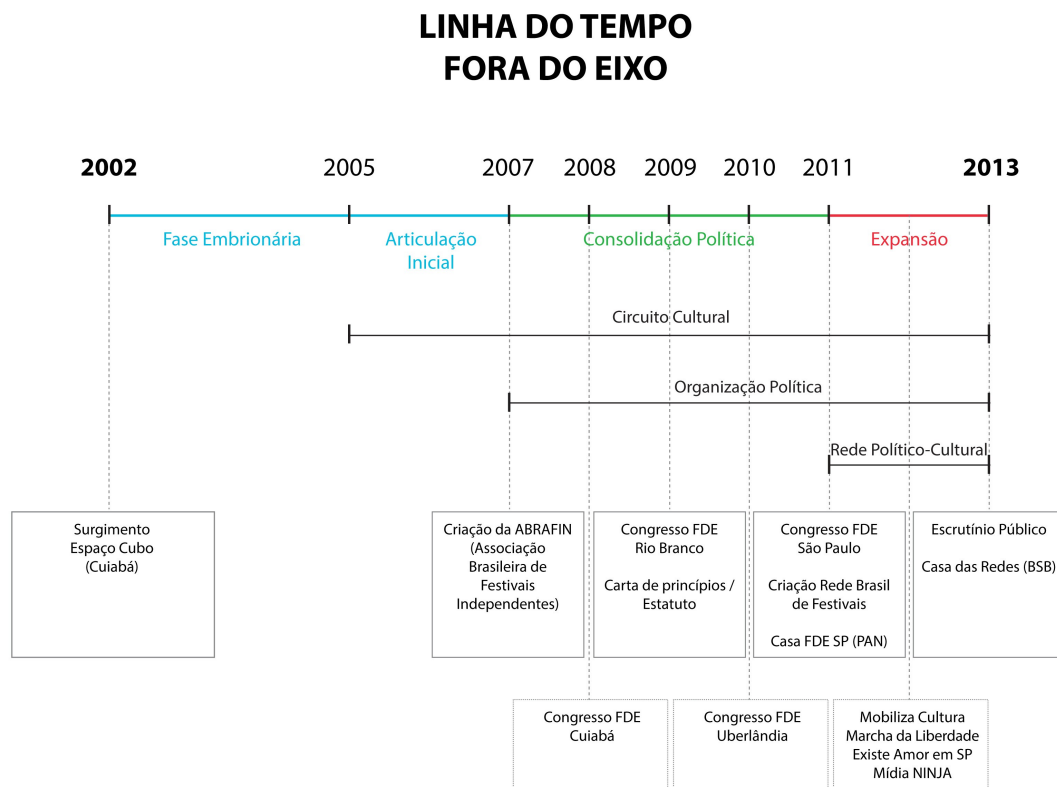 LINHA DO TEMPO
FORA DO EIXO
2002
2005
2007
2008
2009
2010
2011
2013
Fase Embrionária
Articulação
Inicial
Consolidação Política
Expansão
Circuito Cultural
Organização Política
Rede Político-Cultural
Surgimento
Espaço Cubo
(Cuiabá)
Criação da ABRAFIN
(Associação
Brasileira de
Festivais
Independentes)
Congresso FDE
Rio Branco
Carta de princípios /
Estatuto
Congresso FDE
São Paulo
Criação Rede Brasil
de Festivais
Casa FDE SP (PAN)
Escrutínio Público
Casa das Redes (BSB)
Congresso FDE
Cuiabá
Congresso FDE
Uberlândia
Mobiliza Cultura
Marcha da Liberdade
Existe Amor em SP
Mídia NINJA